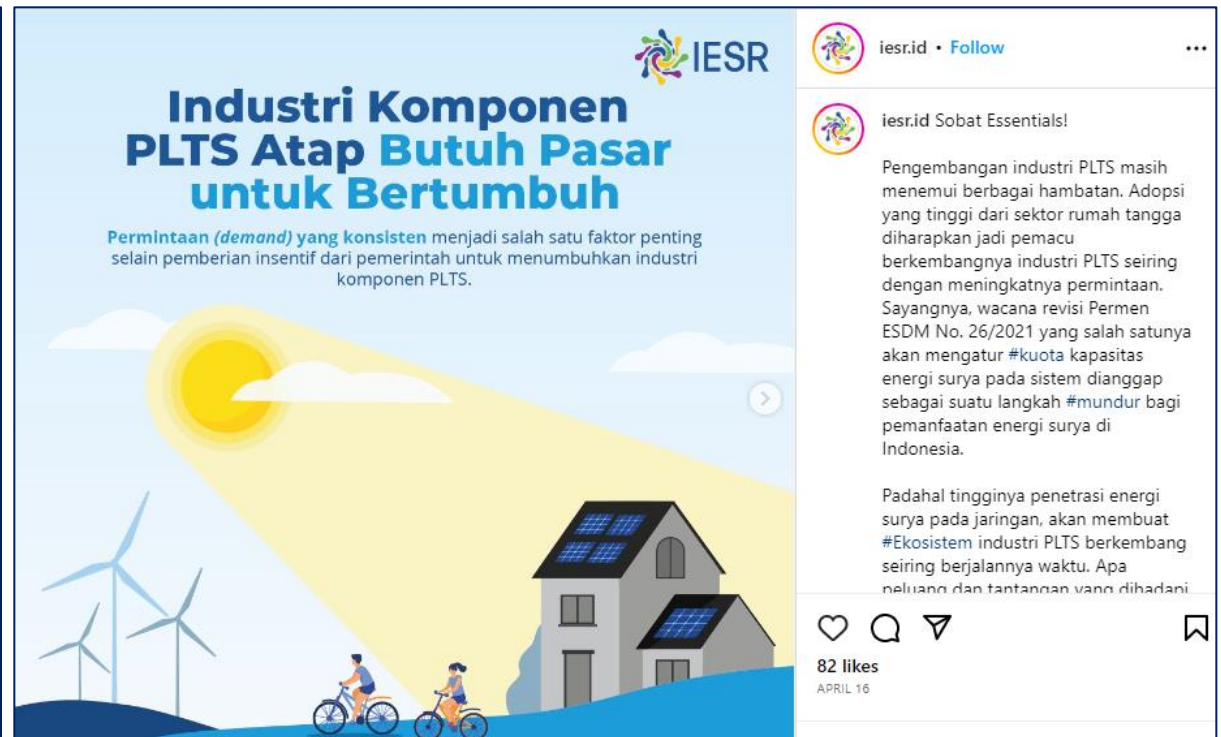 IESR
Industri Komponen
PLTS Atap Butuh Pasar
untuk Bertumbuh
Permintaan (demand) yang konsisten menjadi salah satu faktor penting
selain pemberian insentif dari pemerintah untuk menumbuhkan industri
komponen PLTS.
iesr.id • Follow
iesr.id Sobat Essentials!
Pengembangan industri PLTS masih
menemui berbagai hambatan. Adopsi
yang tinggi dari sektor rumah tangga
diharapkan jadi pemacu
berkembangnya industri PLTS seiring
dengan meningkatnya permintaan.
Sayangnya, wacana revisi Permen
ESDM No. 26/2021 yang salah satunya
akan mengatur #kuota kapasitas
energi surya pada sistem dianggap
sebagai suatu langkah #mundur bagi
pemanfaatan energi surya di
Indonesia.
Padahal tingginya penetrasi energi
surya pada jaringan, akan membuat
#Ekosistem industri PLTS berkembang
seiring berjalannya waktu. Apa
peluang dan tantangan yang dihadapi
82 likes
APRIL 16